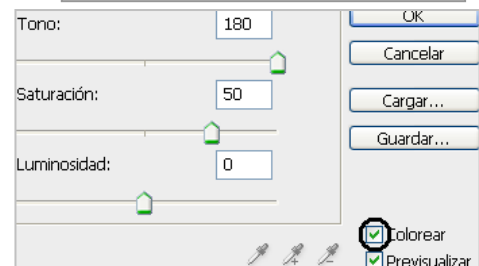 Tono: 180
OK
Cancelar
Saturación: 50
Cargar...
Guardar...
Luminosidad: 0
Colorear
Previsualizar